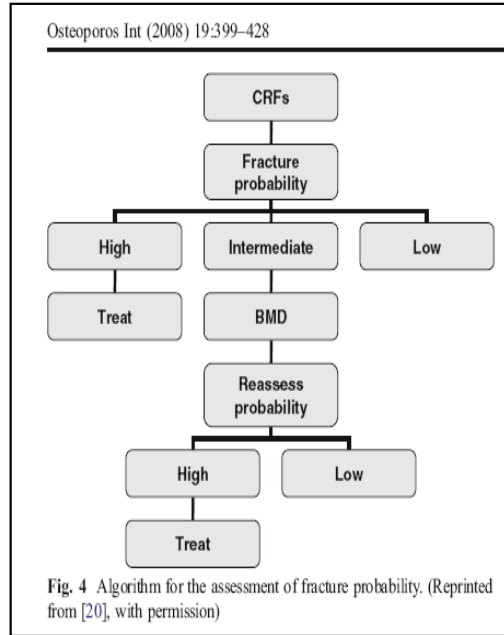 Osteoporos Int (2008) 19:399–428
CRFs
Fracture
probability
High
Intermediate
Low
Treat
BMD
Reassess
probability
High
Low
Treat
Fig. 4 Algorithm for the assessment of fracture probability. (Reprinted
from [20], with permission)